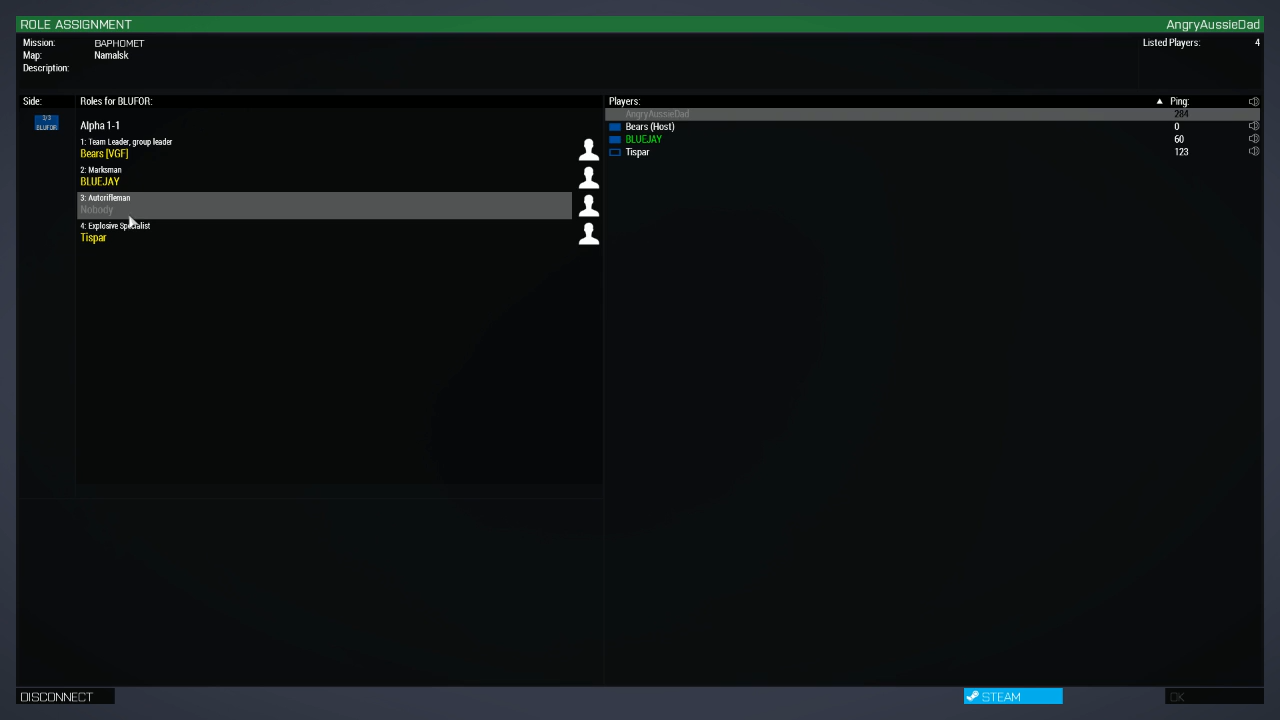 ROLE ASSIGNMENT AngryAussieDad
Mission: BAPHOMET Listed Players: 4
Map: Namalsk
Description:
Side: Roles for BLUFOR: Players: Ping:
AngryAussieDad 284
3/3
BLUFOR
Alpha 1-1
Bears (Host) 0
1: Team Leader, group leader
BLUEJAY 60
Bears [VGF]
Tispar 123
2: Marksman
BLUEJAY
3: Autorifleman
Nobody
4: Explosive Specialist
Tispar
DISCONNECT STEAM OK